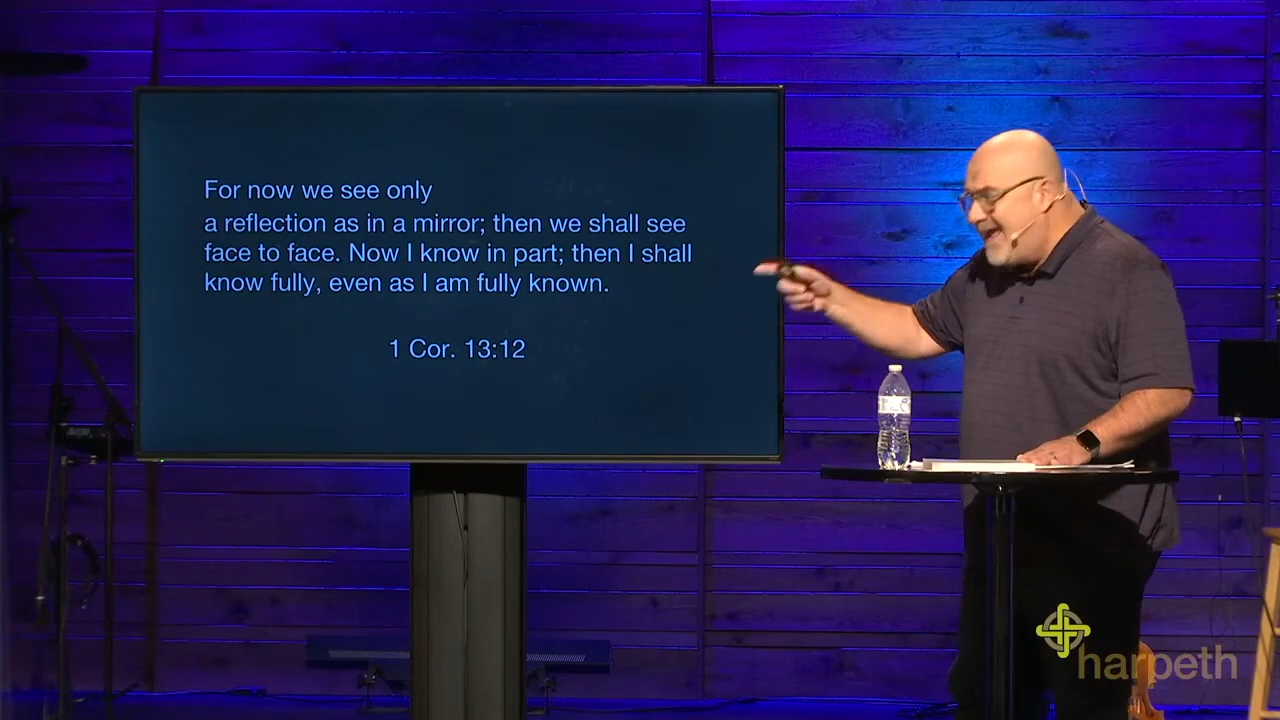 For now we see only
a reflection as in a mirror; then we shall see
face to face. Now I know in part; then I shall
know fully, even as I am fully known.
1 Cor. 13:12
harpeth